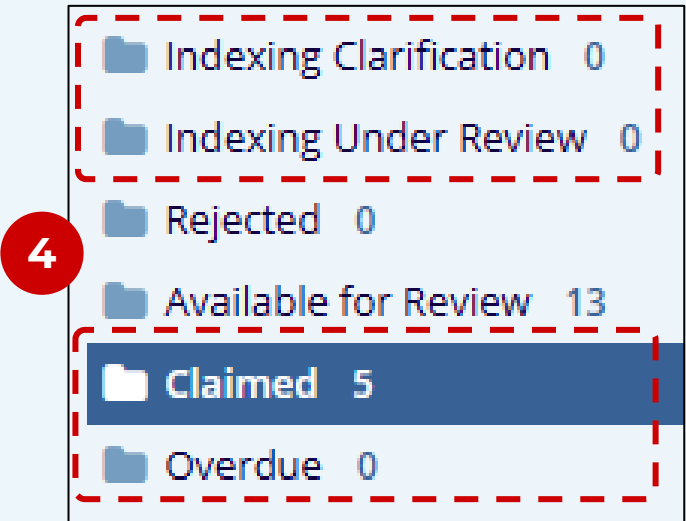 Indexing Clarification 0
Indexing Under Review 0
Rejected 0
4
Available for Review 13
Claimed 5
Overdue 0